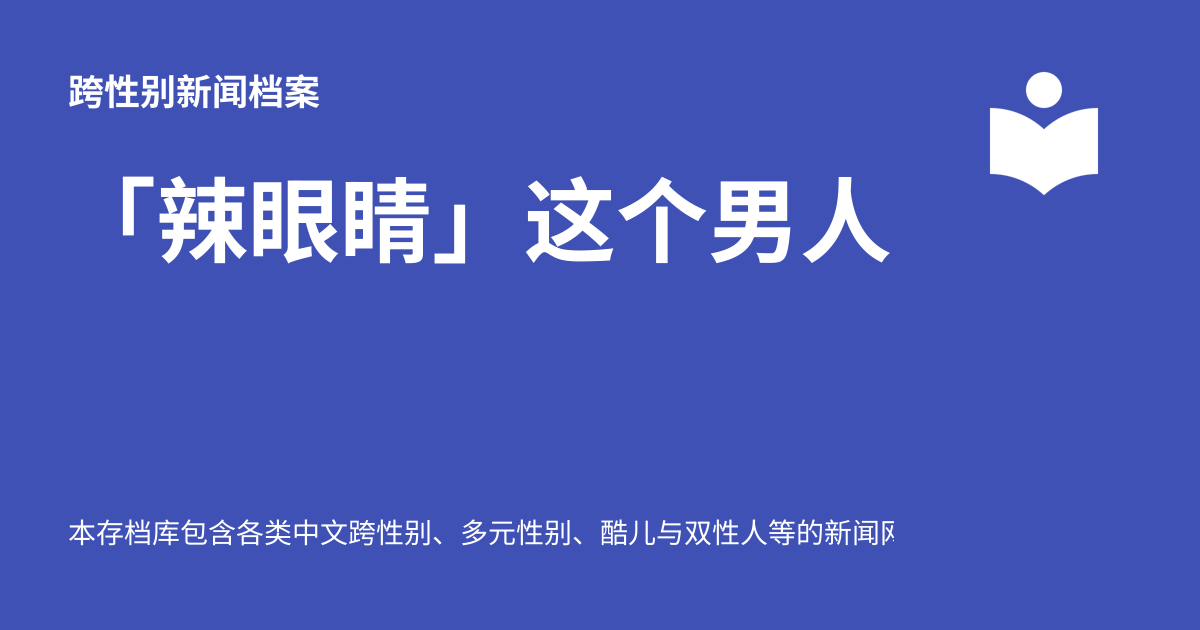 跨性别新闻档案
「辣眼睛」这个男人
本存档库包含各类中文跨性别、多元性别、酷儿与双性人等的新闻